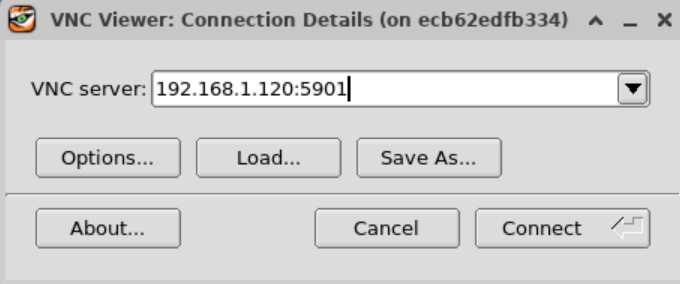 VNC Viewer: Connection Details (on ecb62edfb334)
VNC server: 192.168.1.120:5901
Options... Load... Save As...
About... Cancel Connect